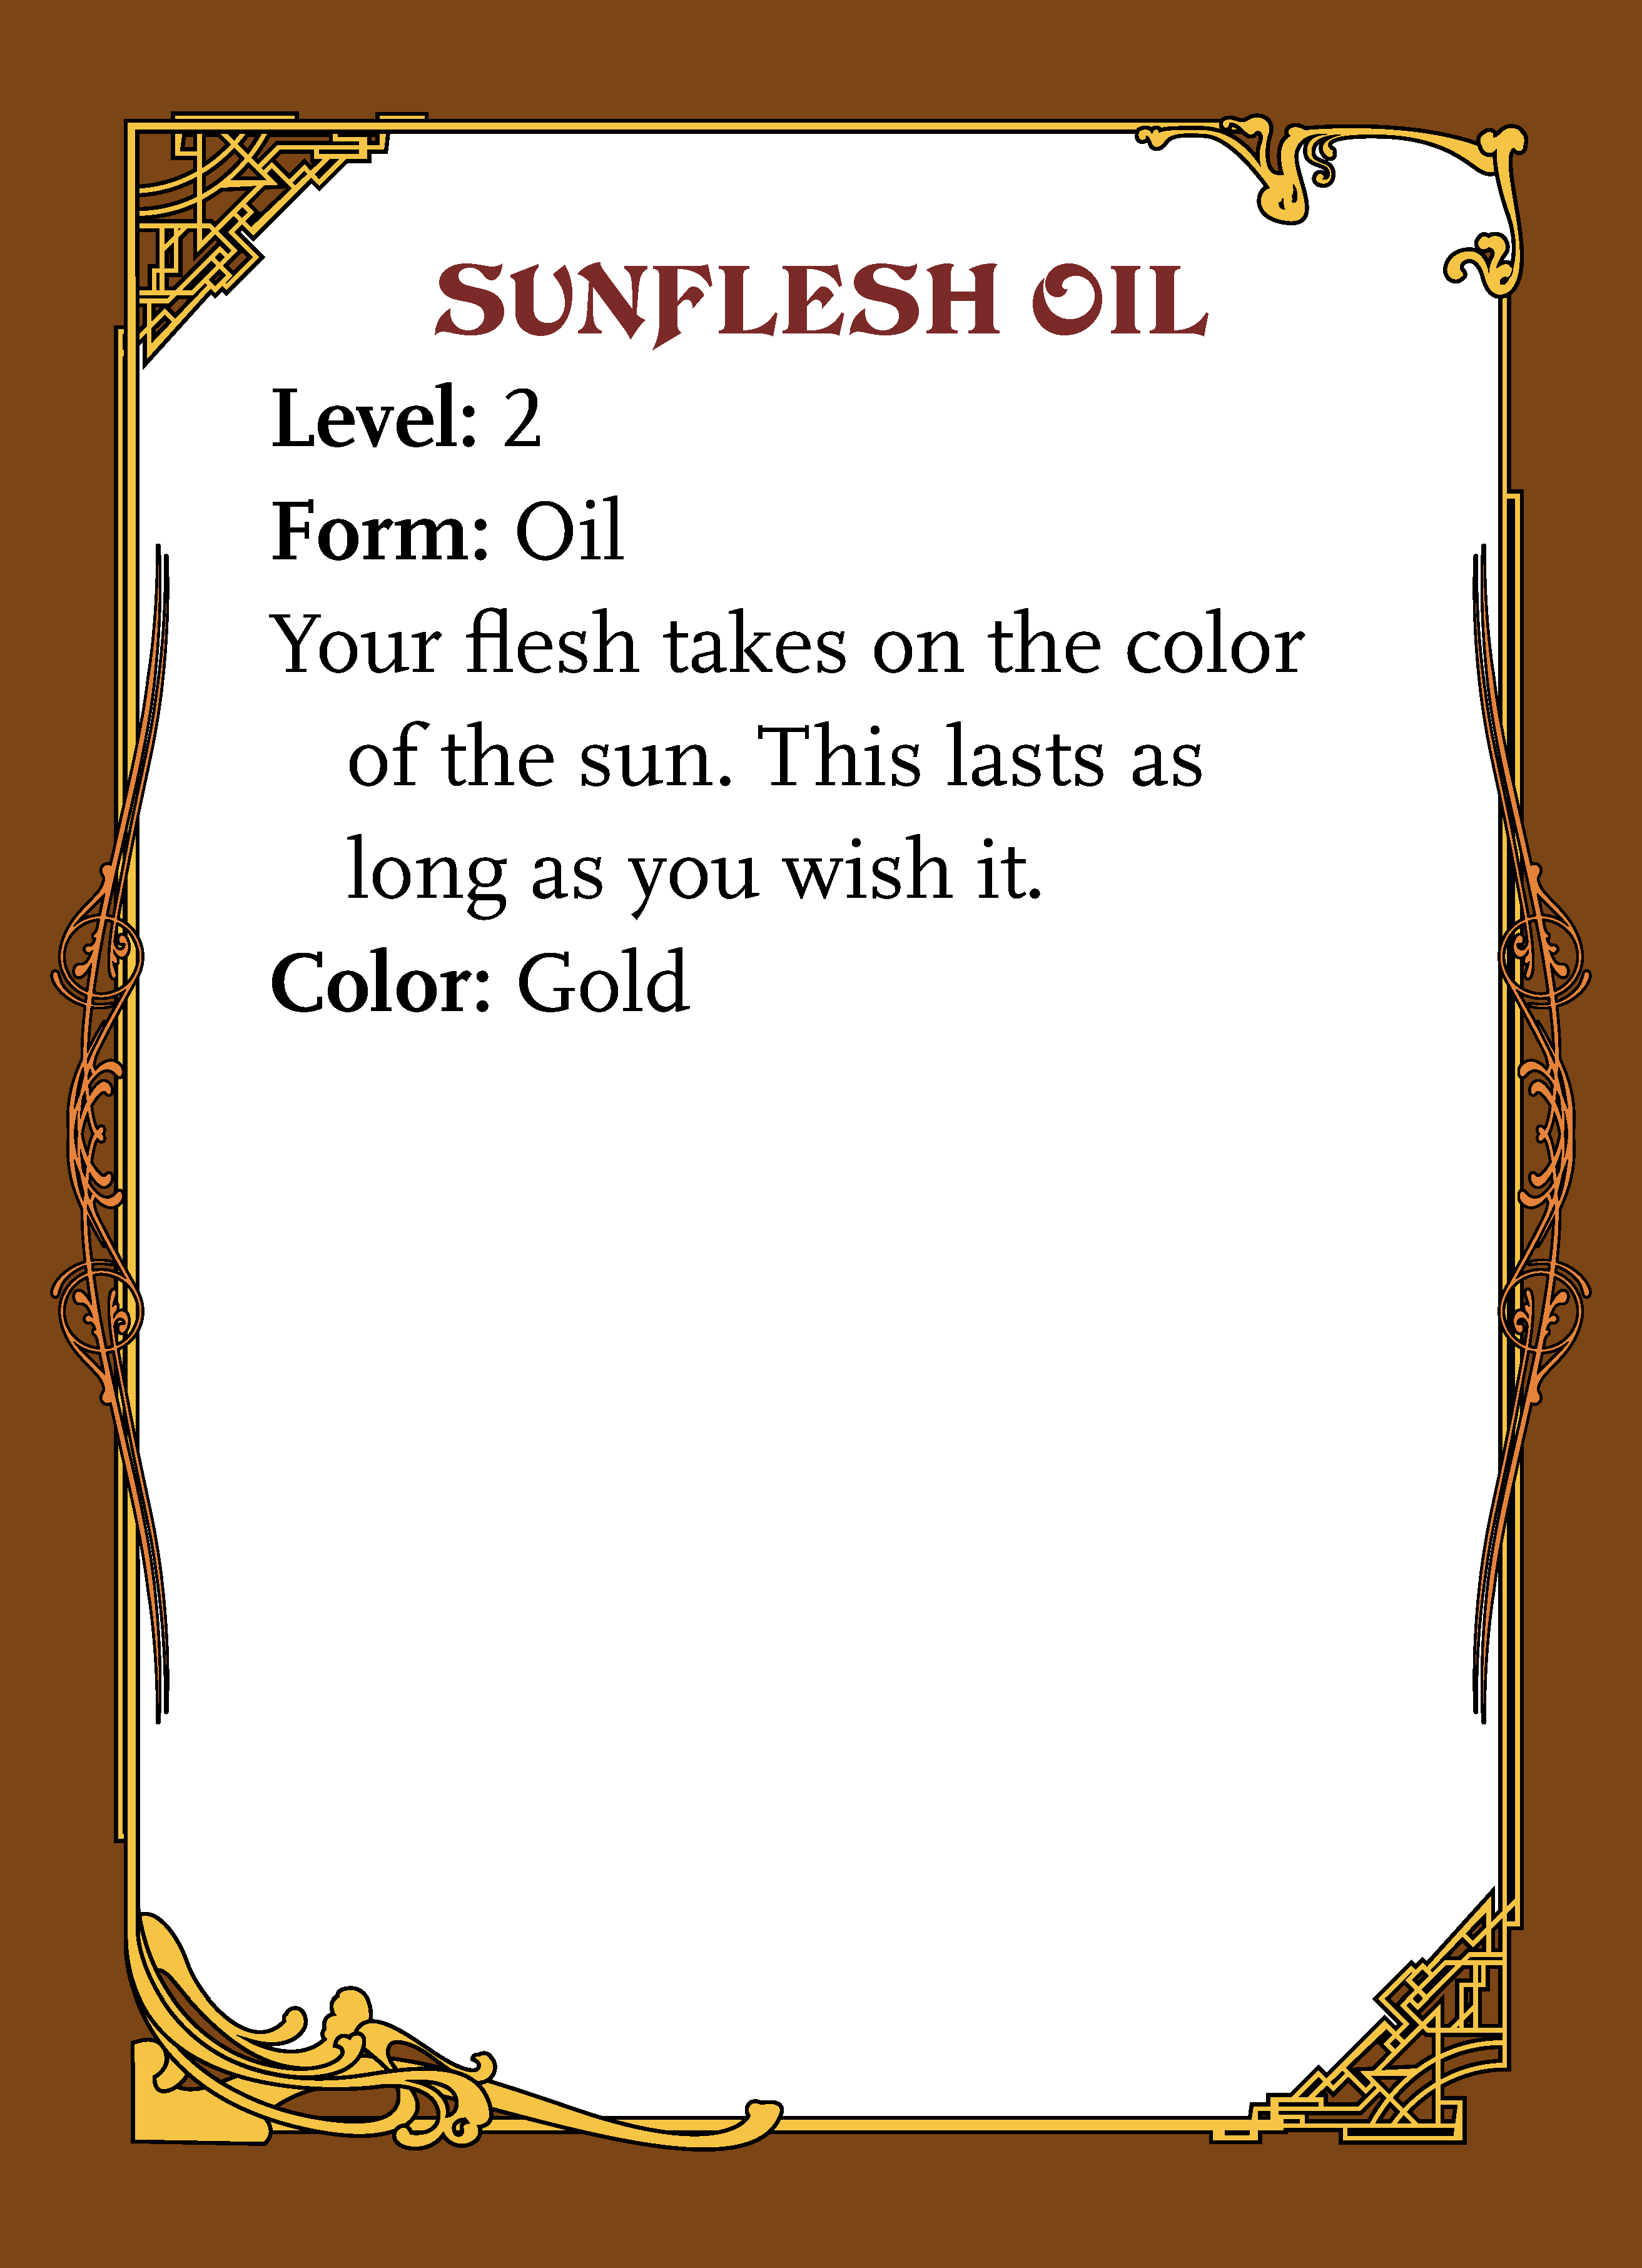 SUNFLESH OIL
Level: 2
Form: Oil
Your flesh takes on the color
of the sun. This lasts as
long as you wish it.
Color: Gold